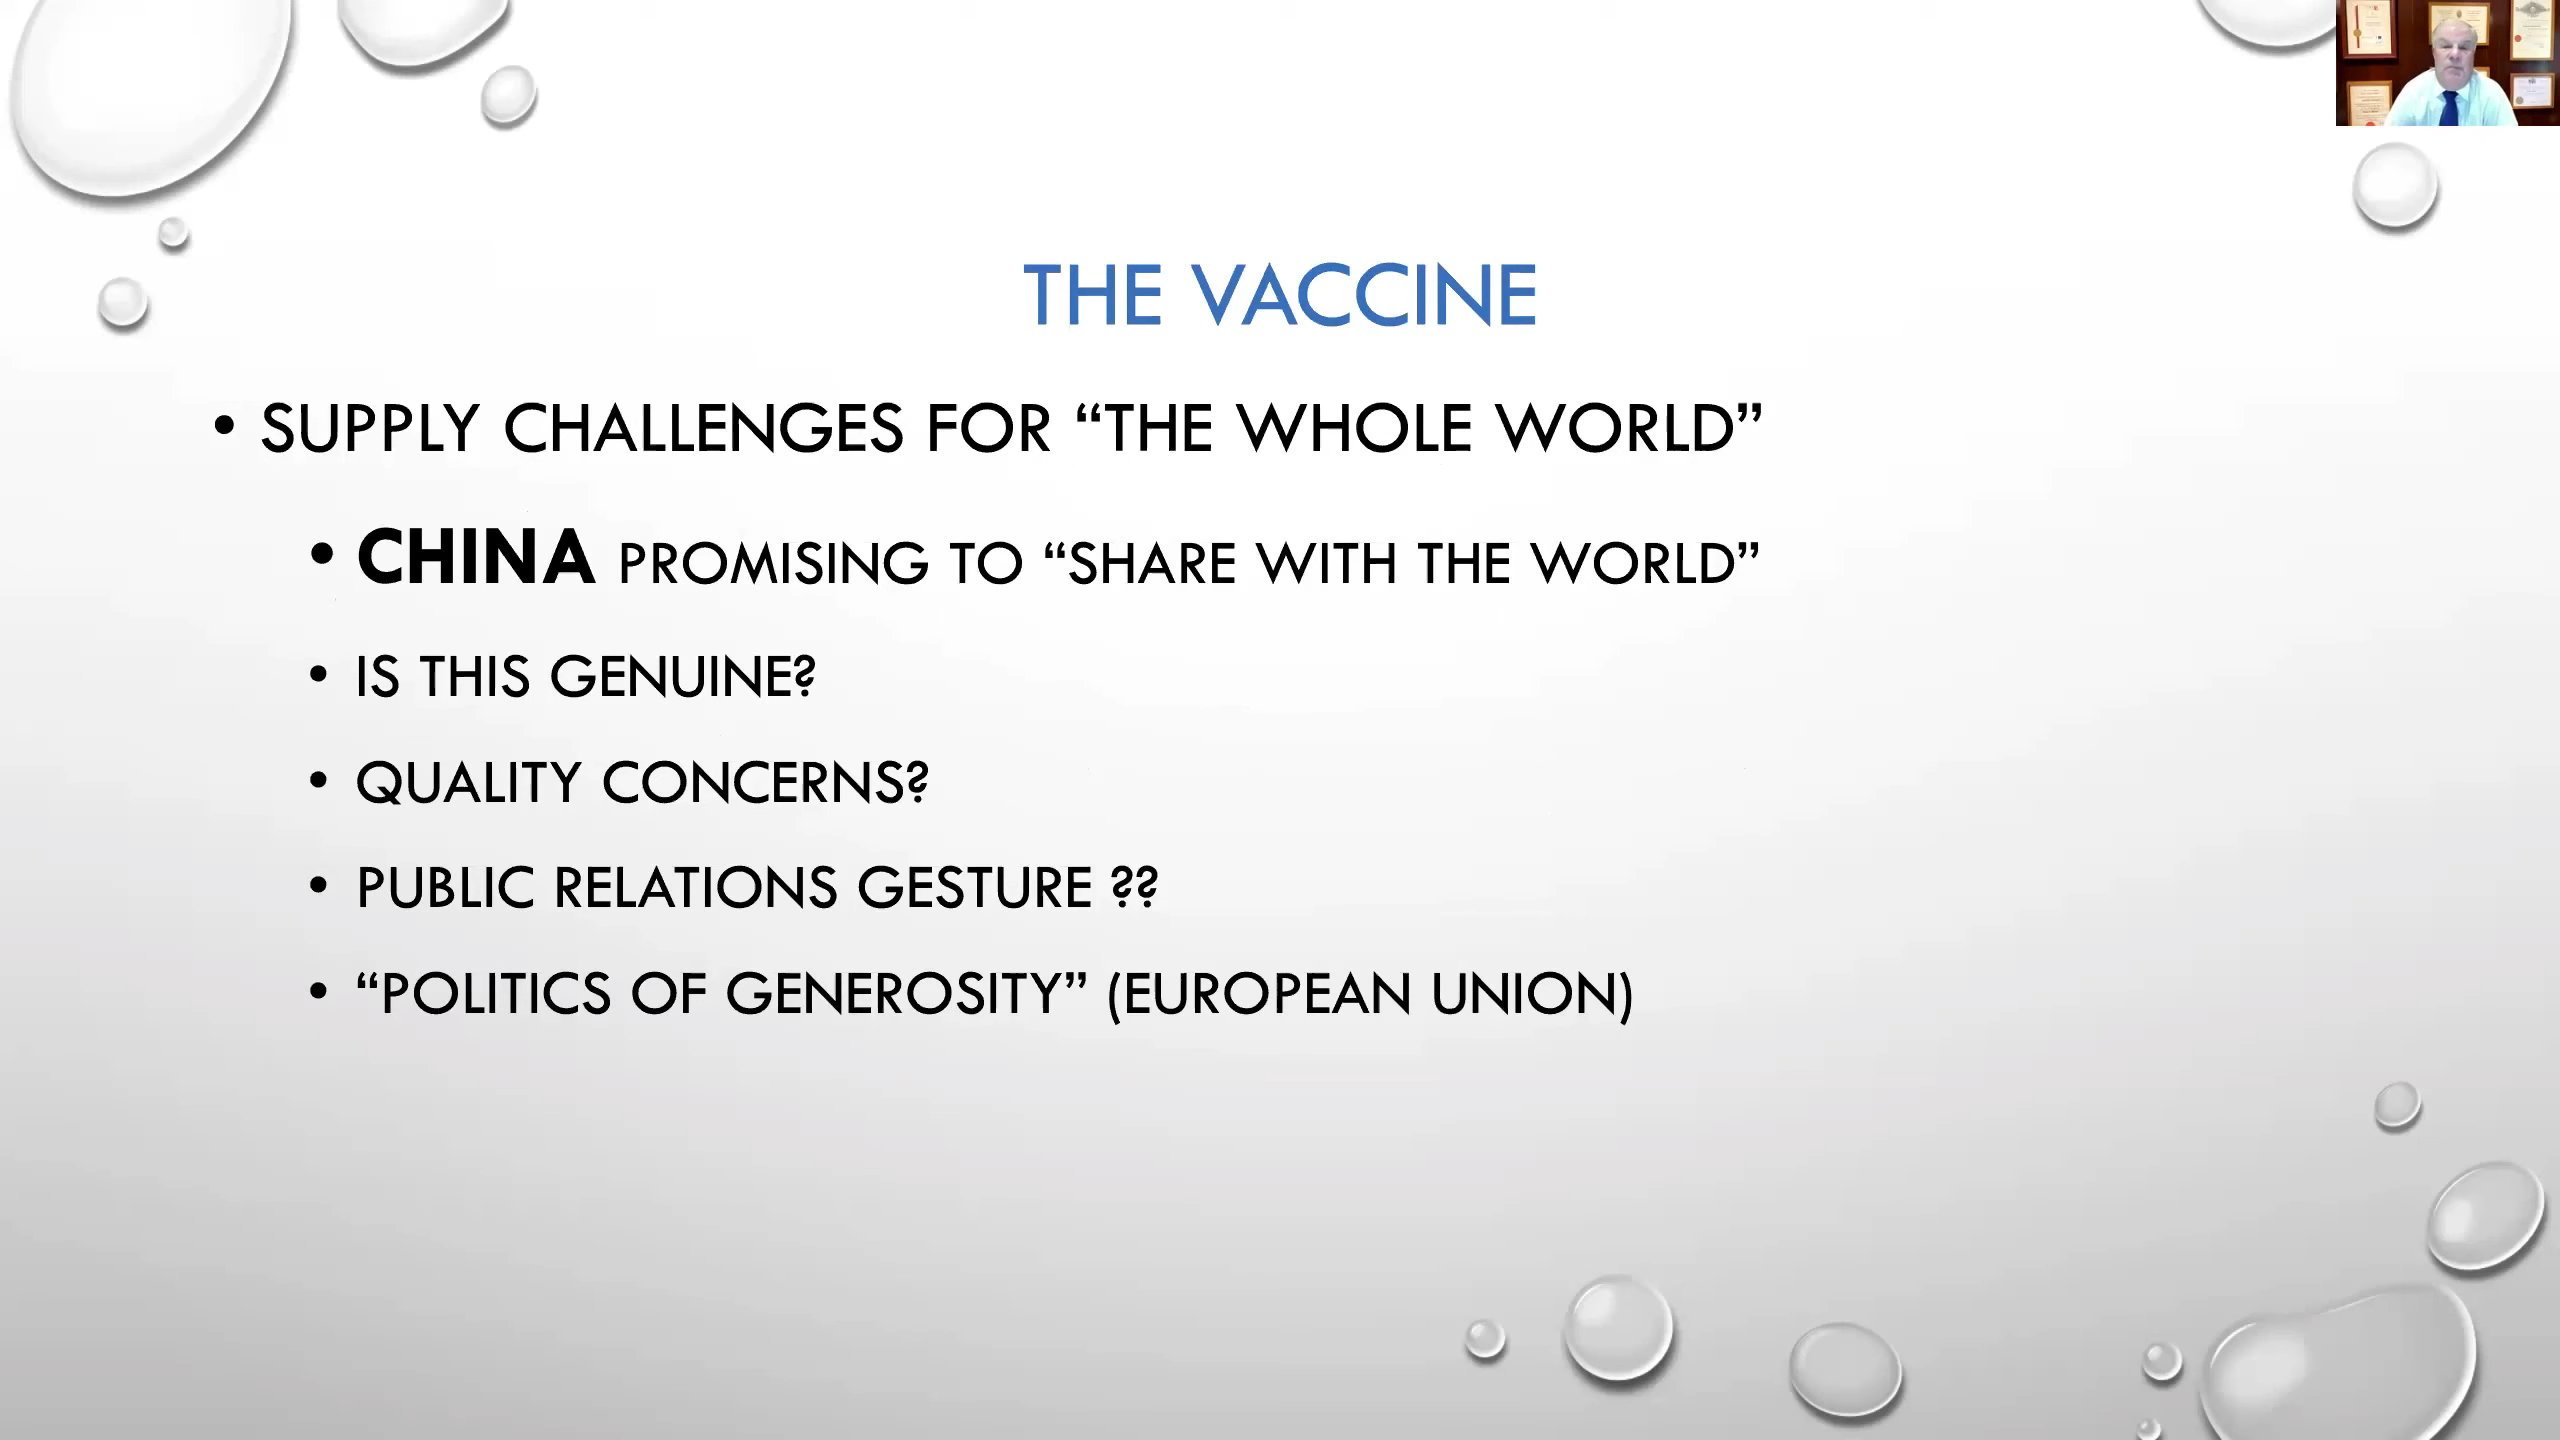 THE VACCINE
• SUPPLY CHALLENGES FOR “THE WHOLE WORLD”
• CHINA PROMISING TO “SHARE WITH THE WORLD”
• IS THIS GENUINE?
• QUALITY CONCERNS?
• PUBLIC RELATIONS GESTURE ??
• “POLITICS OF GENEROSITY” (EUROPEAN UNION)